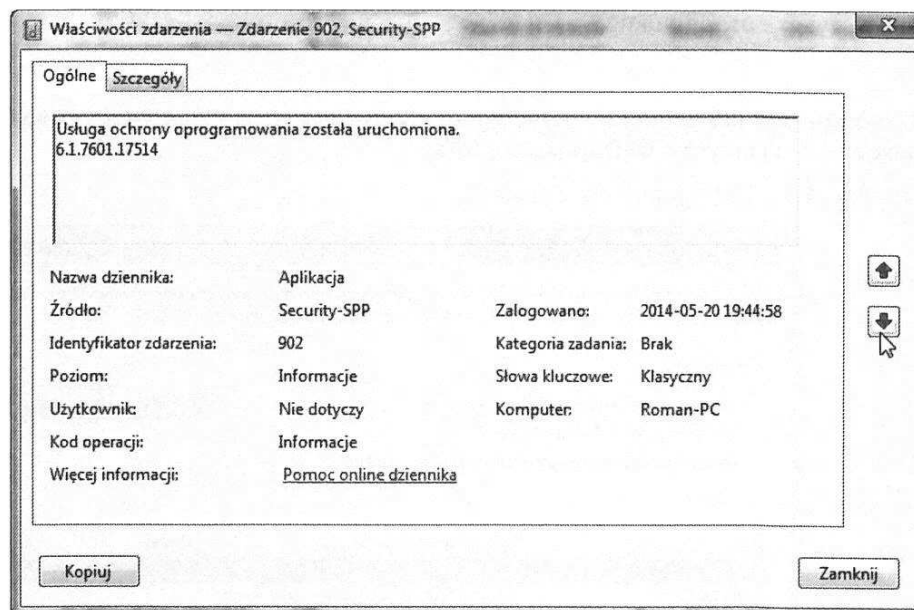 Właściwości zdarzenia — Zdarzenie 902, Security-SPP
Ogólne Szczegóły
Usługa ochrony oprogramowania została uruchomiona.
6.1.7601.17514
Nazwa dziennika: Aplikacja
Źródło: Security-SPP Zalogowano: 2014-05-20 19:44:58
Identyfikator zdarzenia: 902 Kategoria zadania: Brak
Poziom: Informacje Słowa kluczowe: Klasyczny
Użytkownik: Nie dotyczy Komputer: Roman-PC
Kod operacji: Informacje
Więcej informacji: Pomoc online dziennika
Kopiuj Zamknij